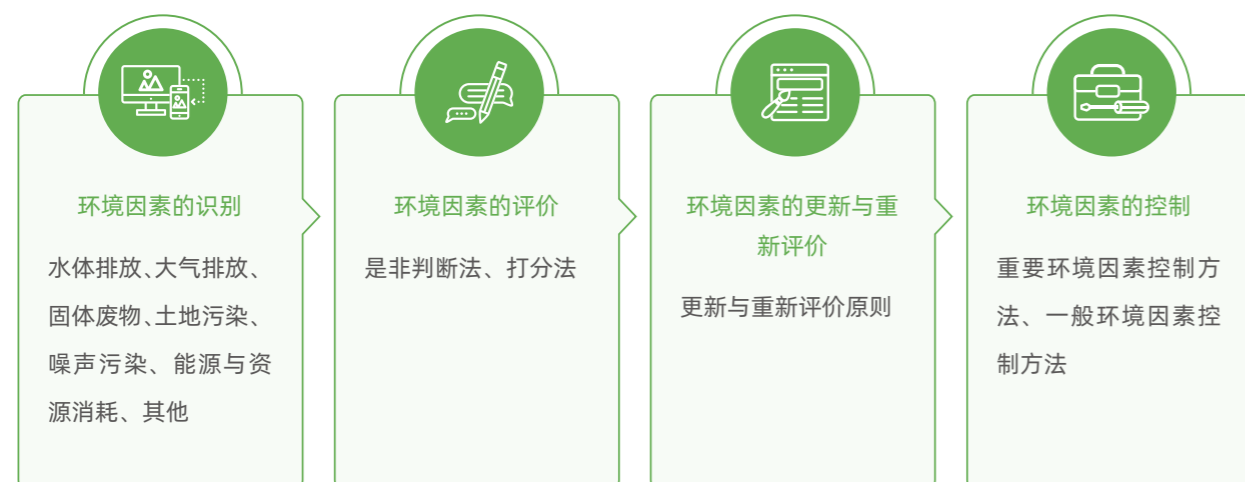 环境因素的识别
水体排放、大气排放、
固体废物、土地污染、
噪声污染、能源与资
源消耗、其他
环境因素的评价
是非判断法、打分法
环境因素的更新与重
新评价
更新与重新评价原则
环境因素的控制
重要环境因素控制方
法、一般环境因素控
制方法